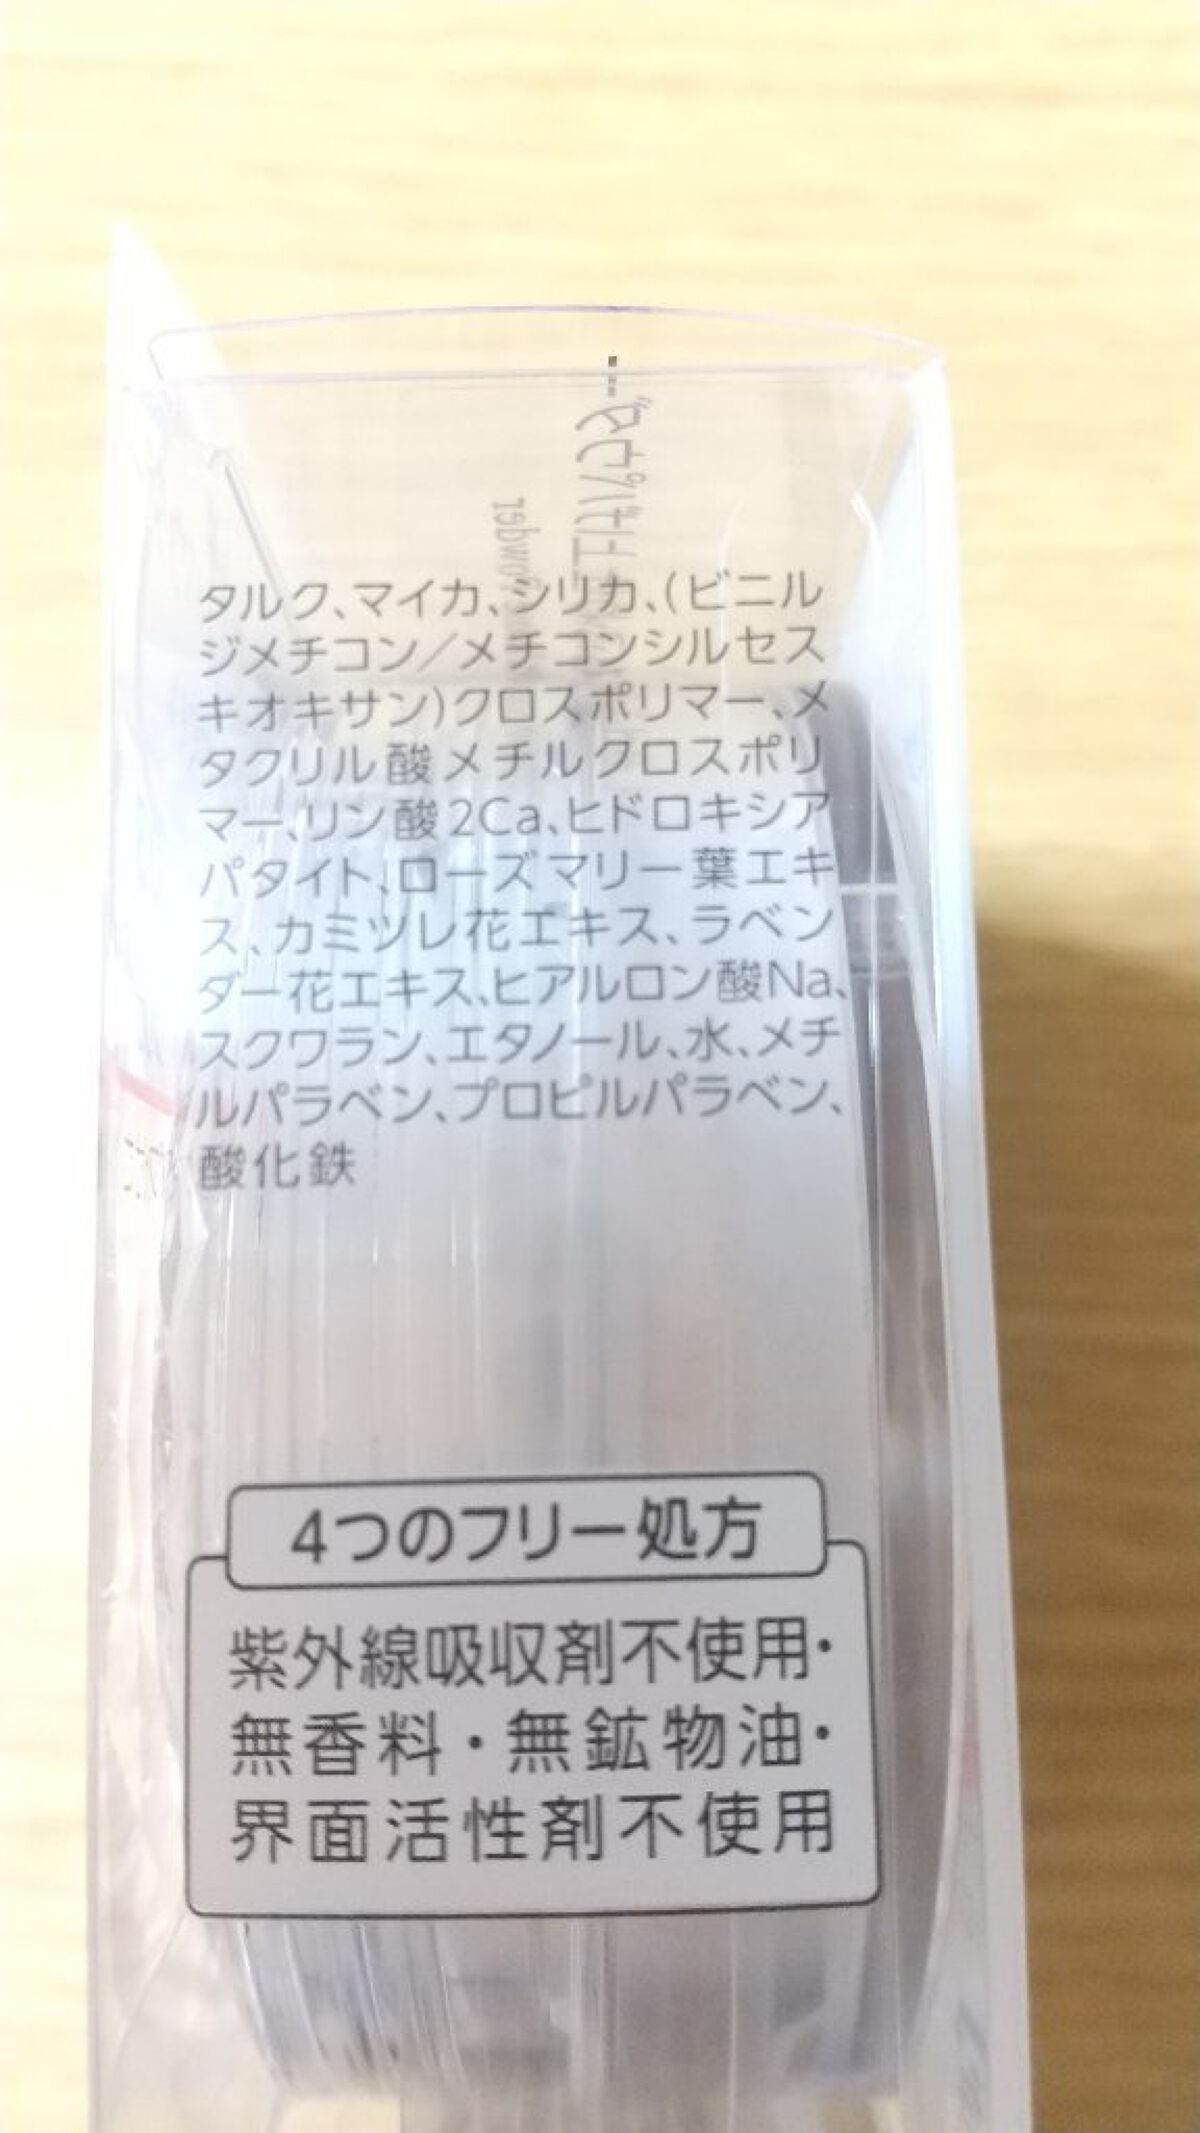 タルク、マイカ、シリカ、(ビニル
ジメチコン/メチコンシルセス
キオキサン)クロスポリマー、メ
タクリル酸メチルクロスポリ
マー、リン酸2Ca、ヒドロキシア
パタイト、ローズマリー葉エキ
ス、カミツレ花エキス、ラベン
ダー花エキス、ヒアルロン酸Na、
スクワラン、エタノール、水、メチ
ルパラベン、プロピルパラベン、
酸化鉄
4つのフリー処方
紫外線吸収剤不使用・
無香料・無鉱物油・
界面活性剤不使用